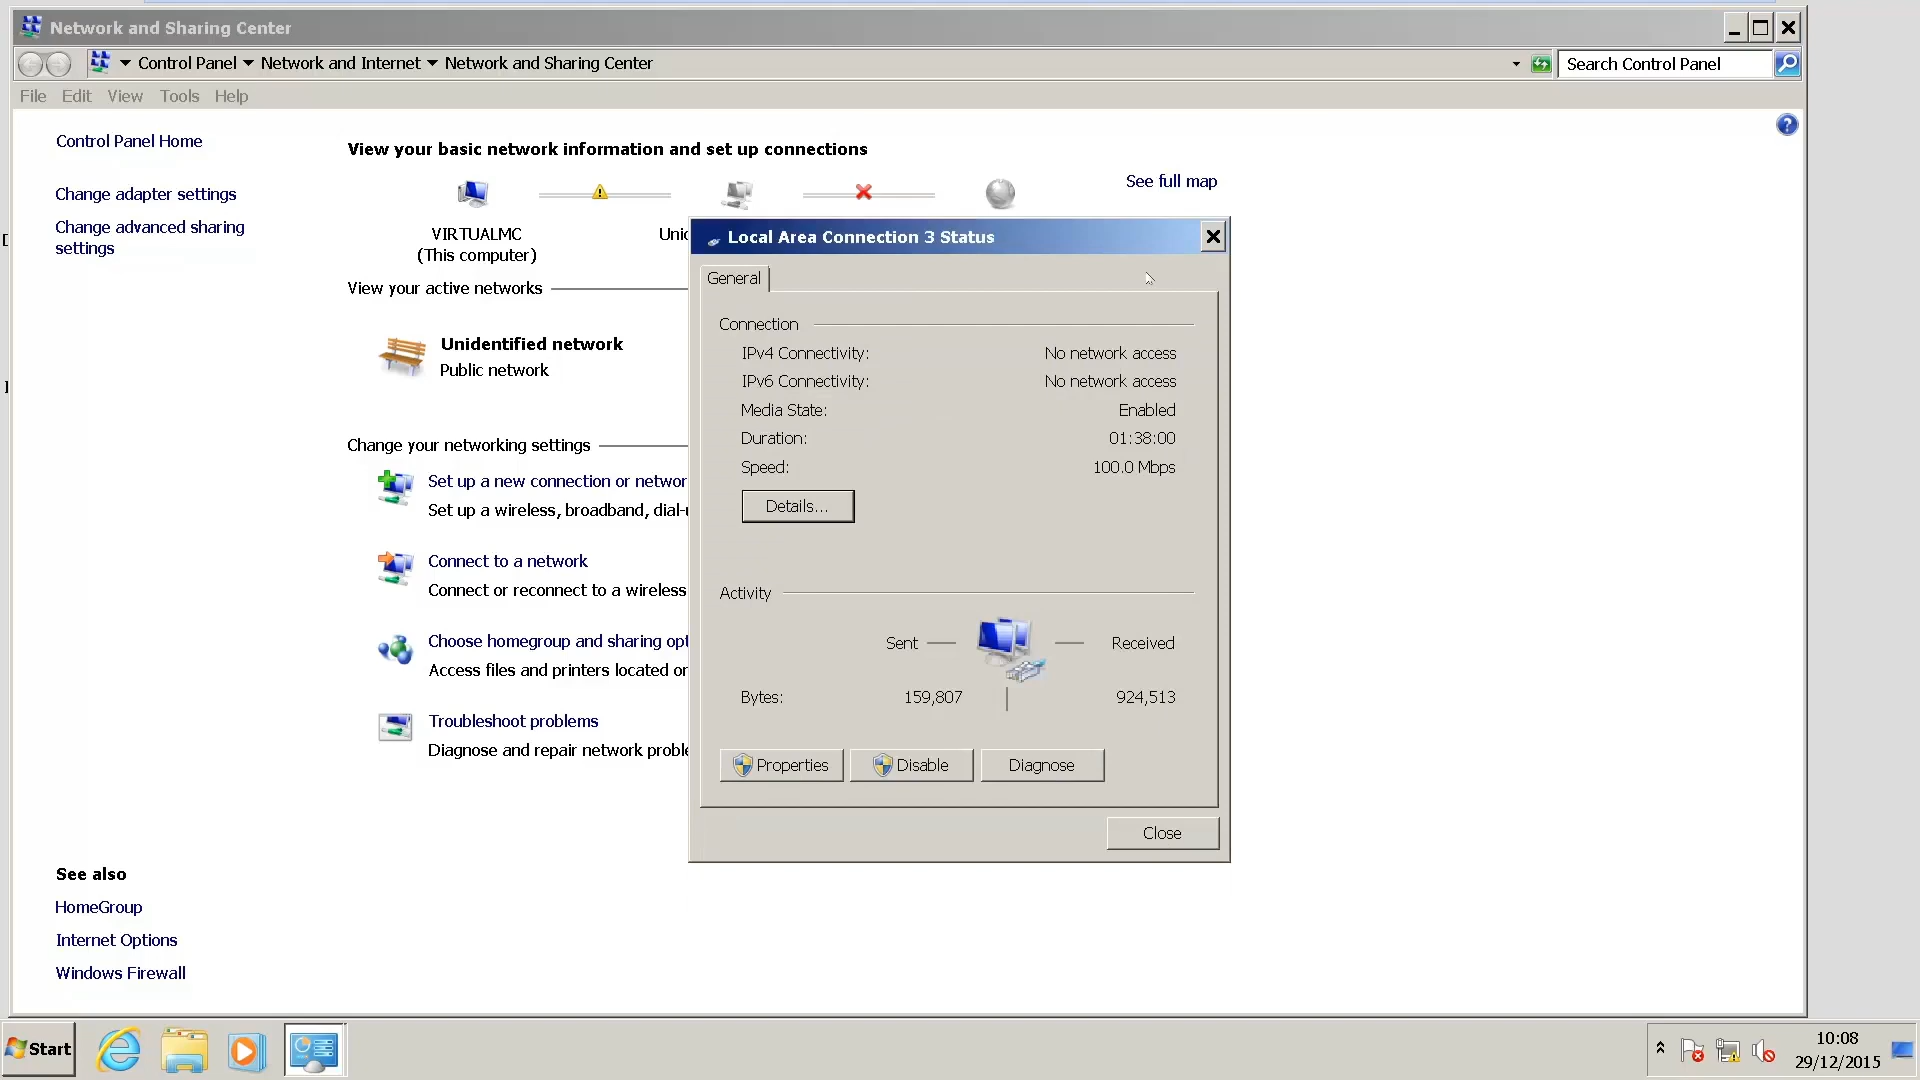 Network and Sharing Center
Control Panel Network and Internet Network and Sharing Center
Search Control Panel
File Edit View Tools Help
Control Panel Home
Change adapter settings
Change advanced sharing
settings
View your basic network information and set up connections
See full map
VIRTUALMC
(This computer)
View your active networks
Unidentified network
Public network
Change your networking settings
Set up a new connection or networ
Set up a wireless, broadband, dial-u
Connect to a network
Connect or reconnect to a wireless
Choose homegroup and sharing opt
Access files and printers located or
Troubleshoot problems
Diagnose and repair network proble
See also
HomeGroup
Internet Options
Windows Firewall
Local Area Connection 3 Status
General
Connection
IPv4 Connectivity: No network access
IPv6 Connectivity: No network access
Media State: Enabled
Duration: 01:38:00
Speed: 100.0 Mbps
Details...
Activity
Sent Received
Bytes: 159,807 924,513
Properties Disable Diagnose
Close
Start
10:08
29/12/2015